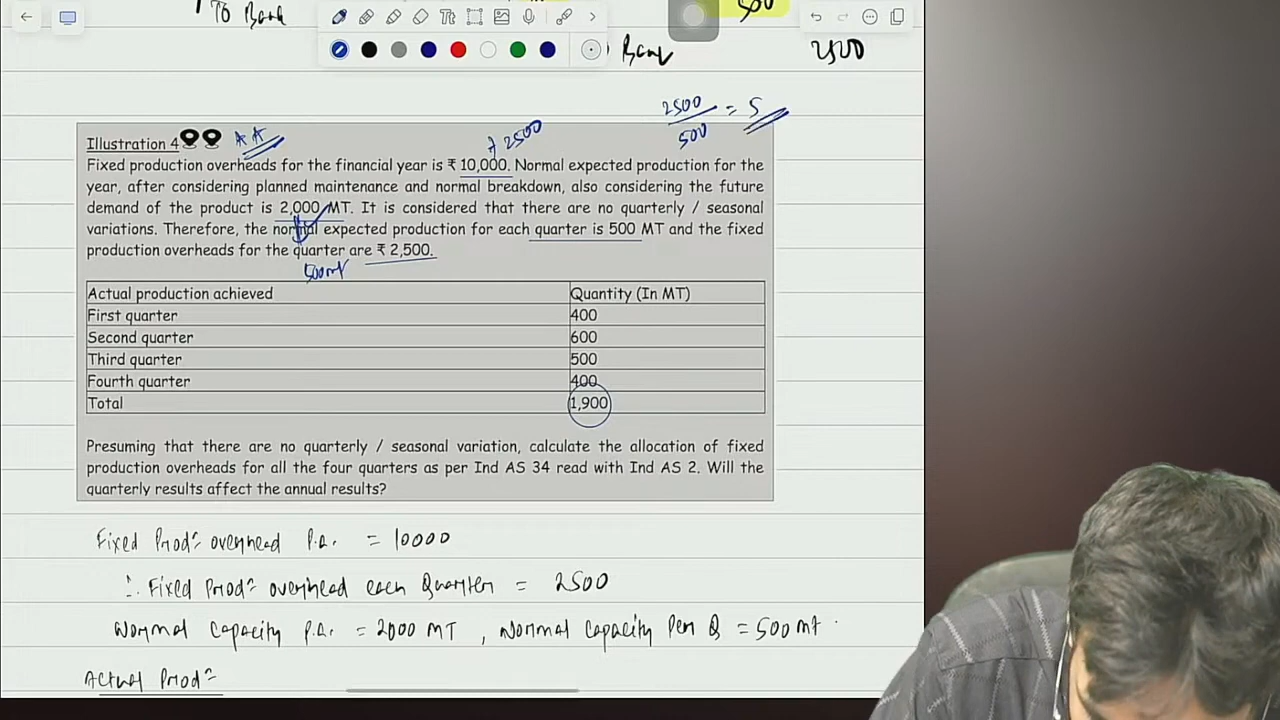 To Bank
500
Bank
2500
2500
500
= 5
Illustration 4
AA
₹ 2500
Fixed production overheads for the financial year is ₹ 10,000. Normal expected production for the
year, after considering planned maintenance and normal breakdown, also considering the future
demand of the product is 2,000 MT. It is considered that there are no quarterly / seasonal
variations. Therefore, the normal expected production for each quarter is 500 MT and the fixed
production overheads for the quarter are ₹ 2,500.
500mt
Actual production achieved Quantity (In MT)
First quarter 400
Second quarter 600
Third quarter 500
Fourth quarter 400
Total 1,900
Presuming that there are no quarterly / seasonal variation, calculate the allocation of fixed
production overheads for all the four quarters as per Ind AS 34 read with Ind AS 2. Will the
quarterly results affect the annual results?
Fixed Prodn overhead P.a. = 10000
∴ Fixed Prodn overhead each Quarter = 2500
Normal Capacity P.a. = 2000 MT , Normal Capacity Per Q = 500 mt.
Actual Prodn